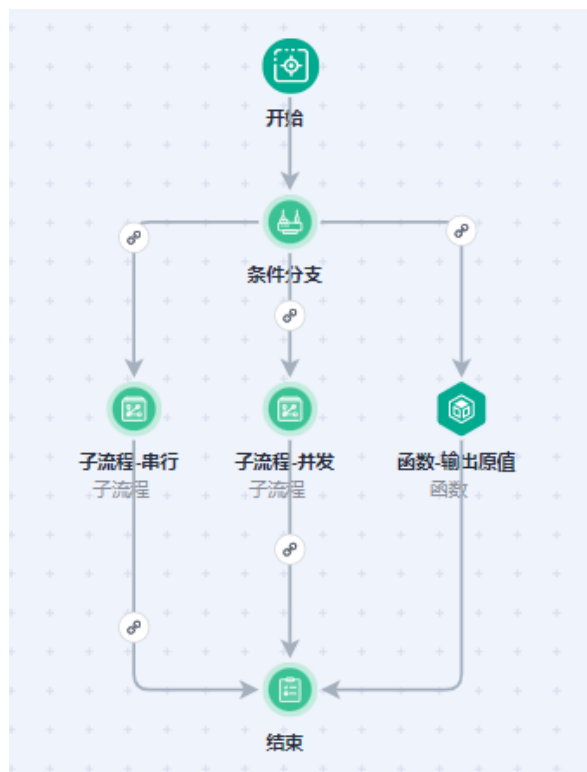 开始
条件分支
子流程-串行
子流程
子流程-并发
子流程
函数-输出原值
函数
结束